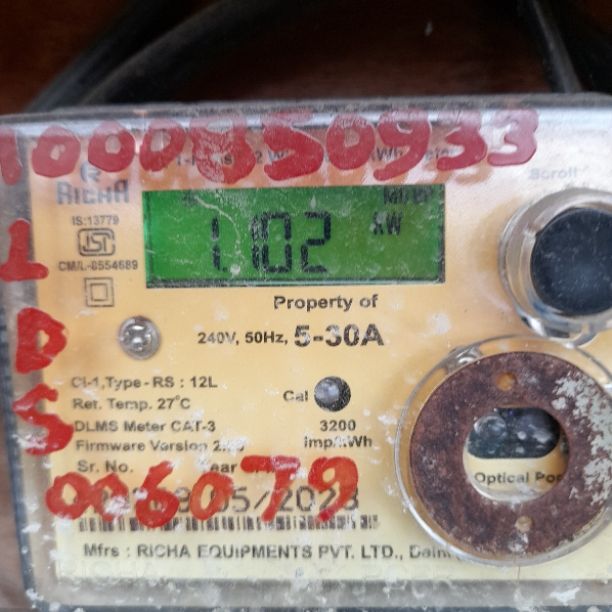 1000850933
Scroll
RICHA
IS:13779
ISI
CM/L-8554689
1.102
kW
L
D
S
Property of
240V, 50Hz, 5-30A
Cl-1,Type-RS : 12L
Ref. Temp. 27°C
Cal
DLMS Meter CAT-3
3200
Firmware Version
imp/kWh
Sr. No. Year
006079
05/2023
Optical
Mfrs : RICHA EQUIPMENTS PVT. LTD.,